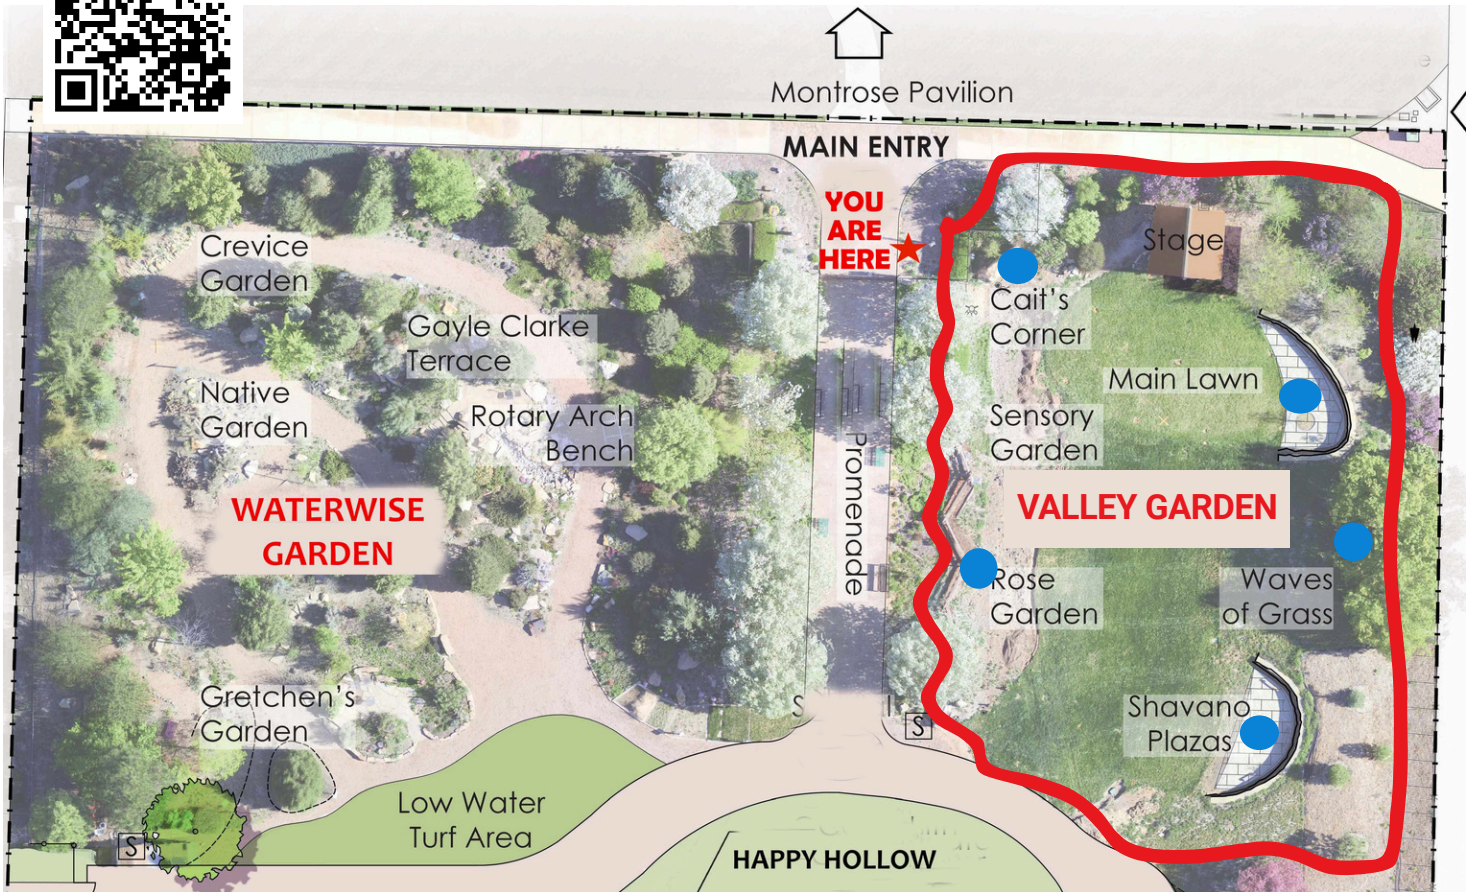 Montrose Pavilion
MAIN ENTRY
YOU
ARE
HERE
Stage
Crevice
Garden
Cait's
Corner
Gayle Clarke
Terrace
Main Lawn
Native
Garden
Rotary Arch
Bench
Sensory
Garden
Promenade
WATERWISE
GARDEN
VALLEY GARDEN
Rose
Garden
Waves
of Grass
Gretchen's
Garden
S
S
Shavano
Plazas
Low Water
Turf Area
S
HAPPY HOLLOW